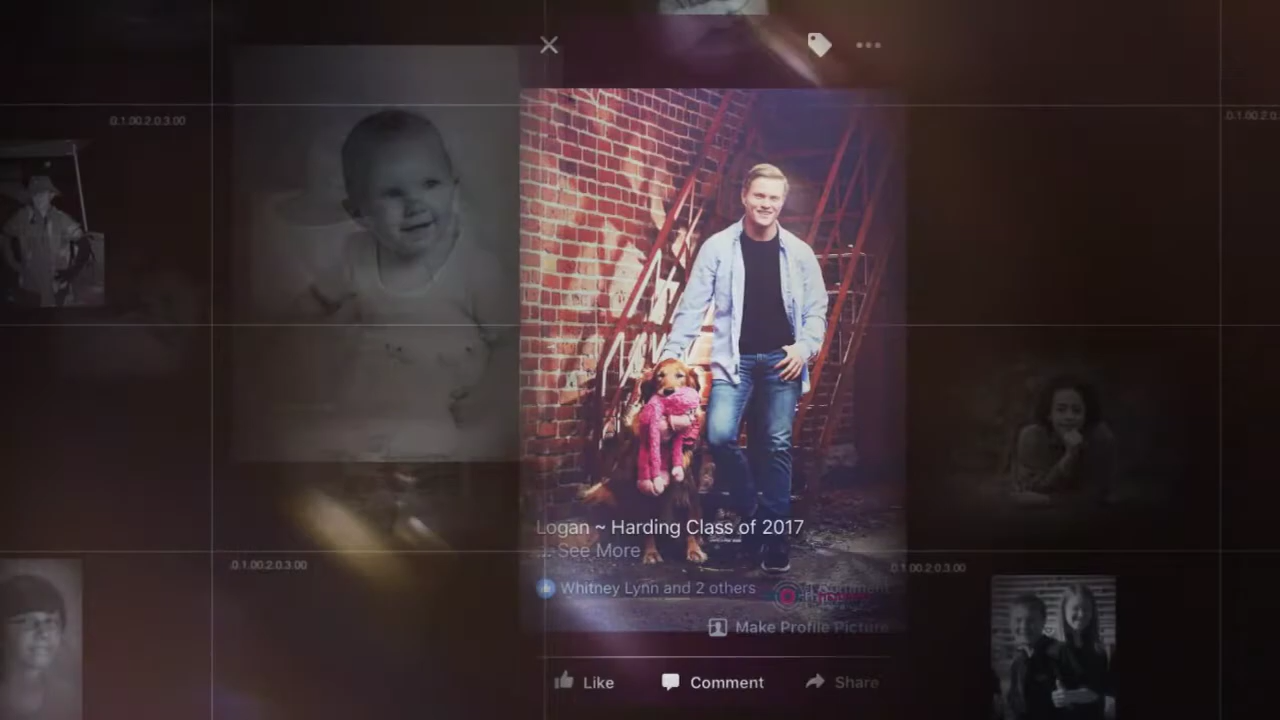 0.1.00.2.0.3.00
0.1.00.2.0.
Logan ~ Harding Class of 2017
... See More
0.1.00.2.0.3.00
0.1.00.2.0.3.00
Whitney Lynn and 2 others
1 Comment
Make Profile Picture
Like
Comment
Share